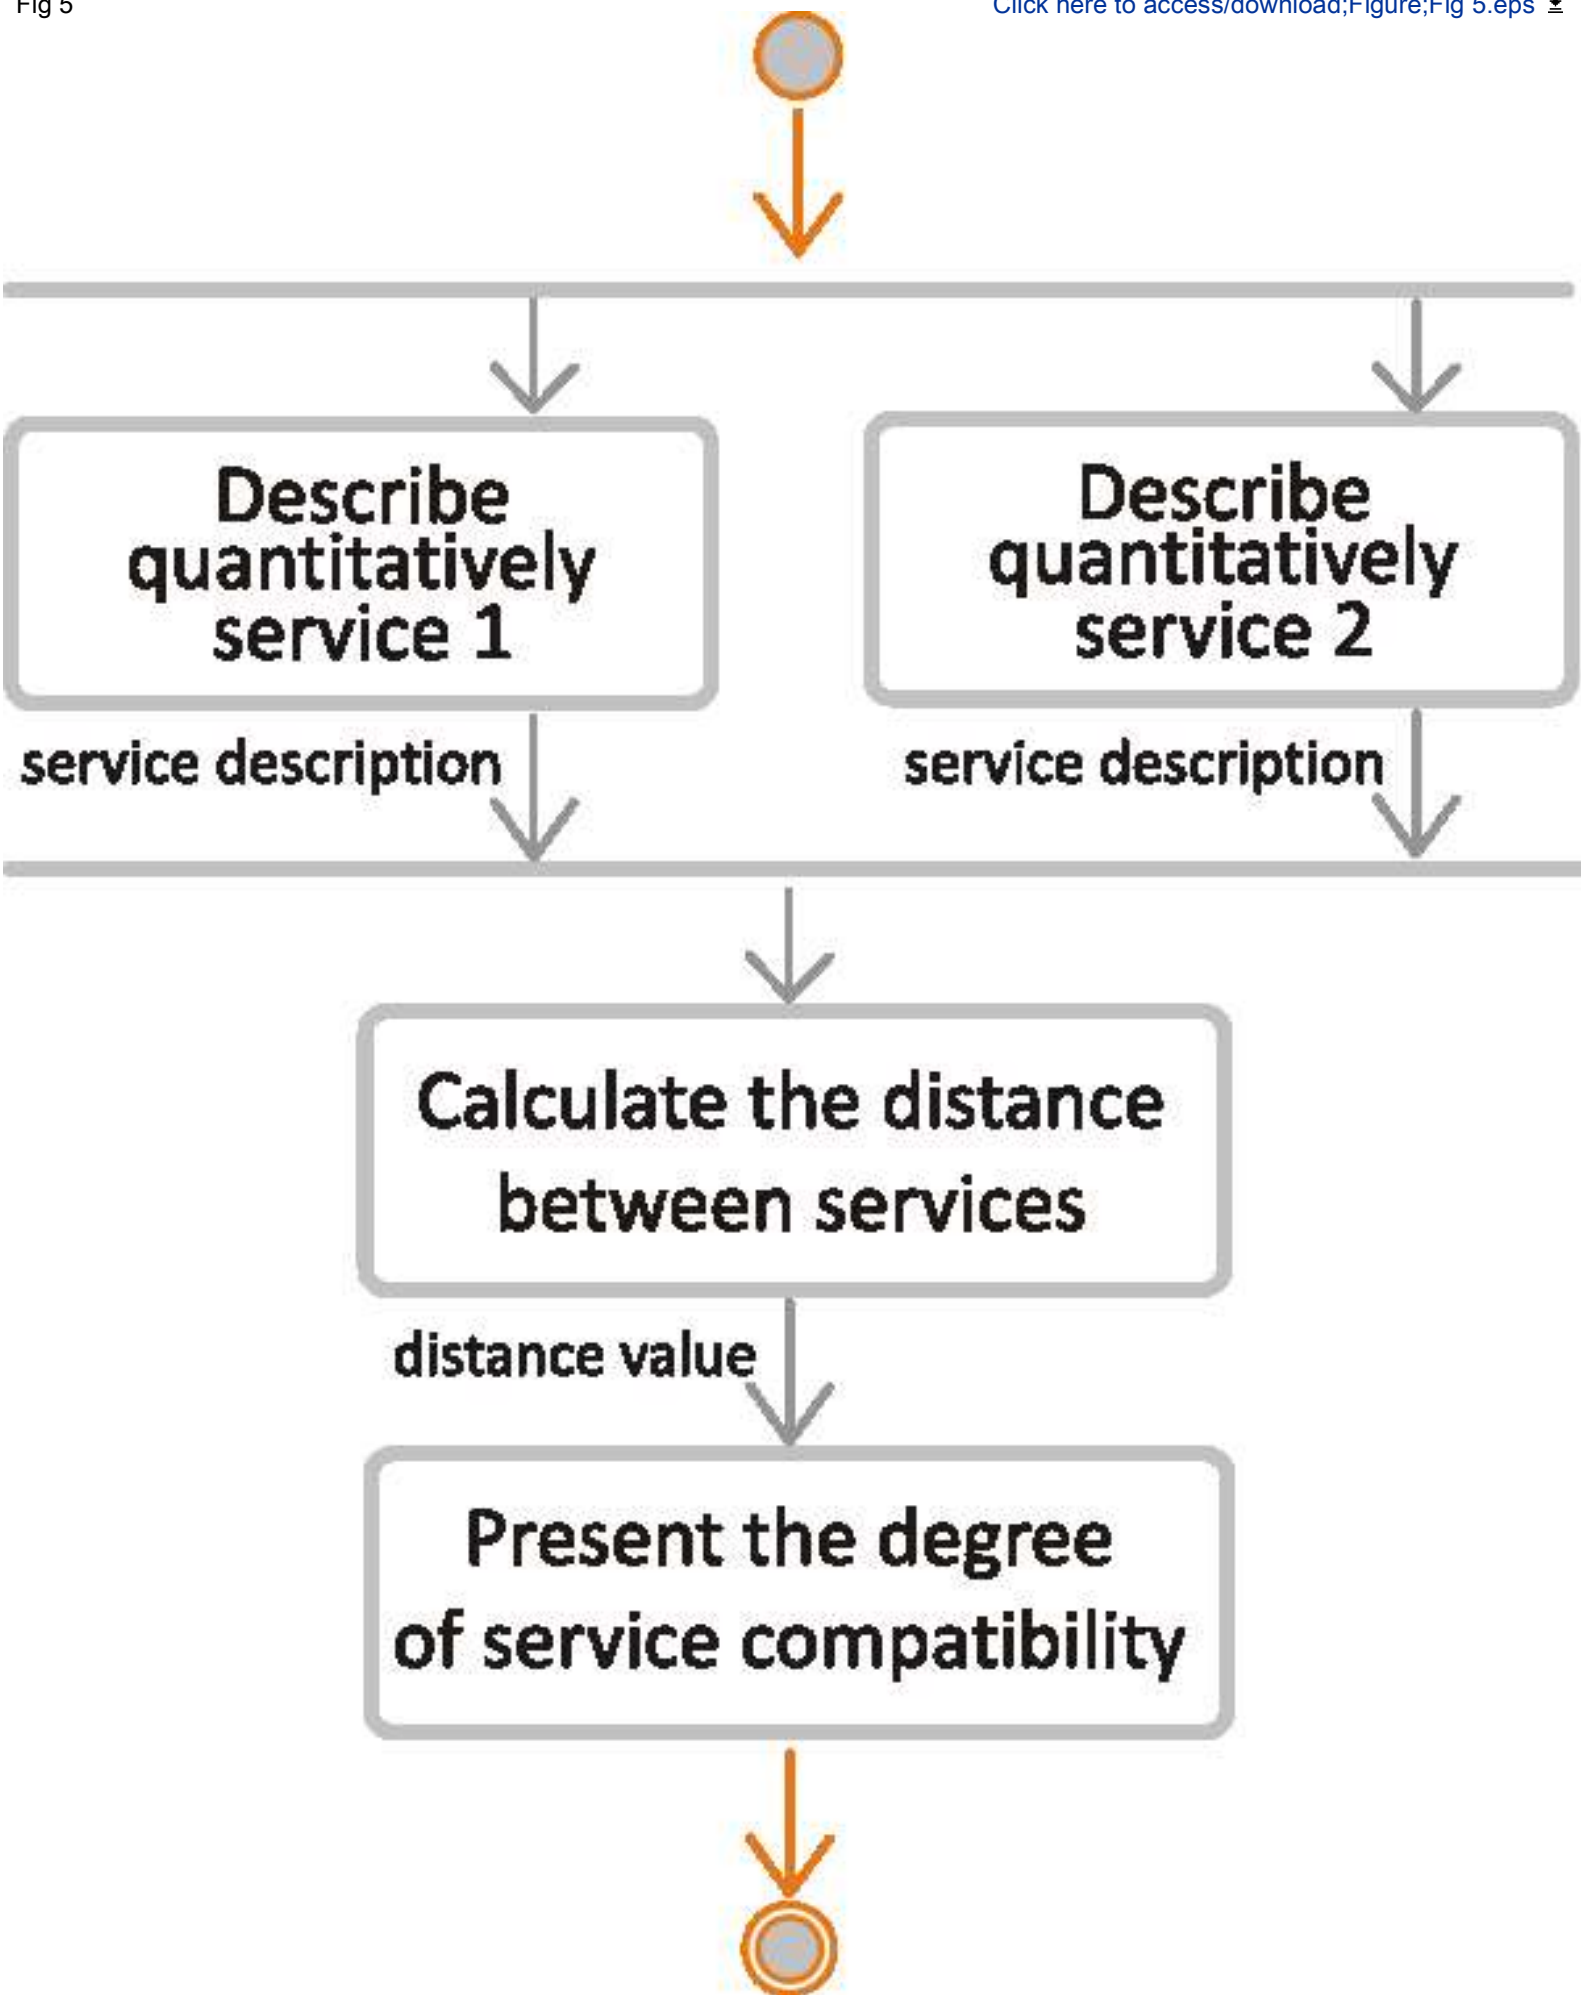 Fig 5
Click here to access/download;Figure;Fig 5.eps
Describe
quantitatively
service 1
Describe
quantitatively
service 2
service description
service description
Calculate the distance
between services
distance value
Present the degree
of service compatibility